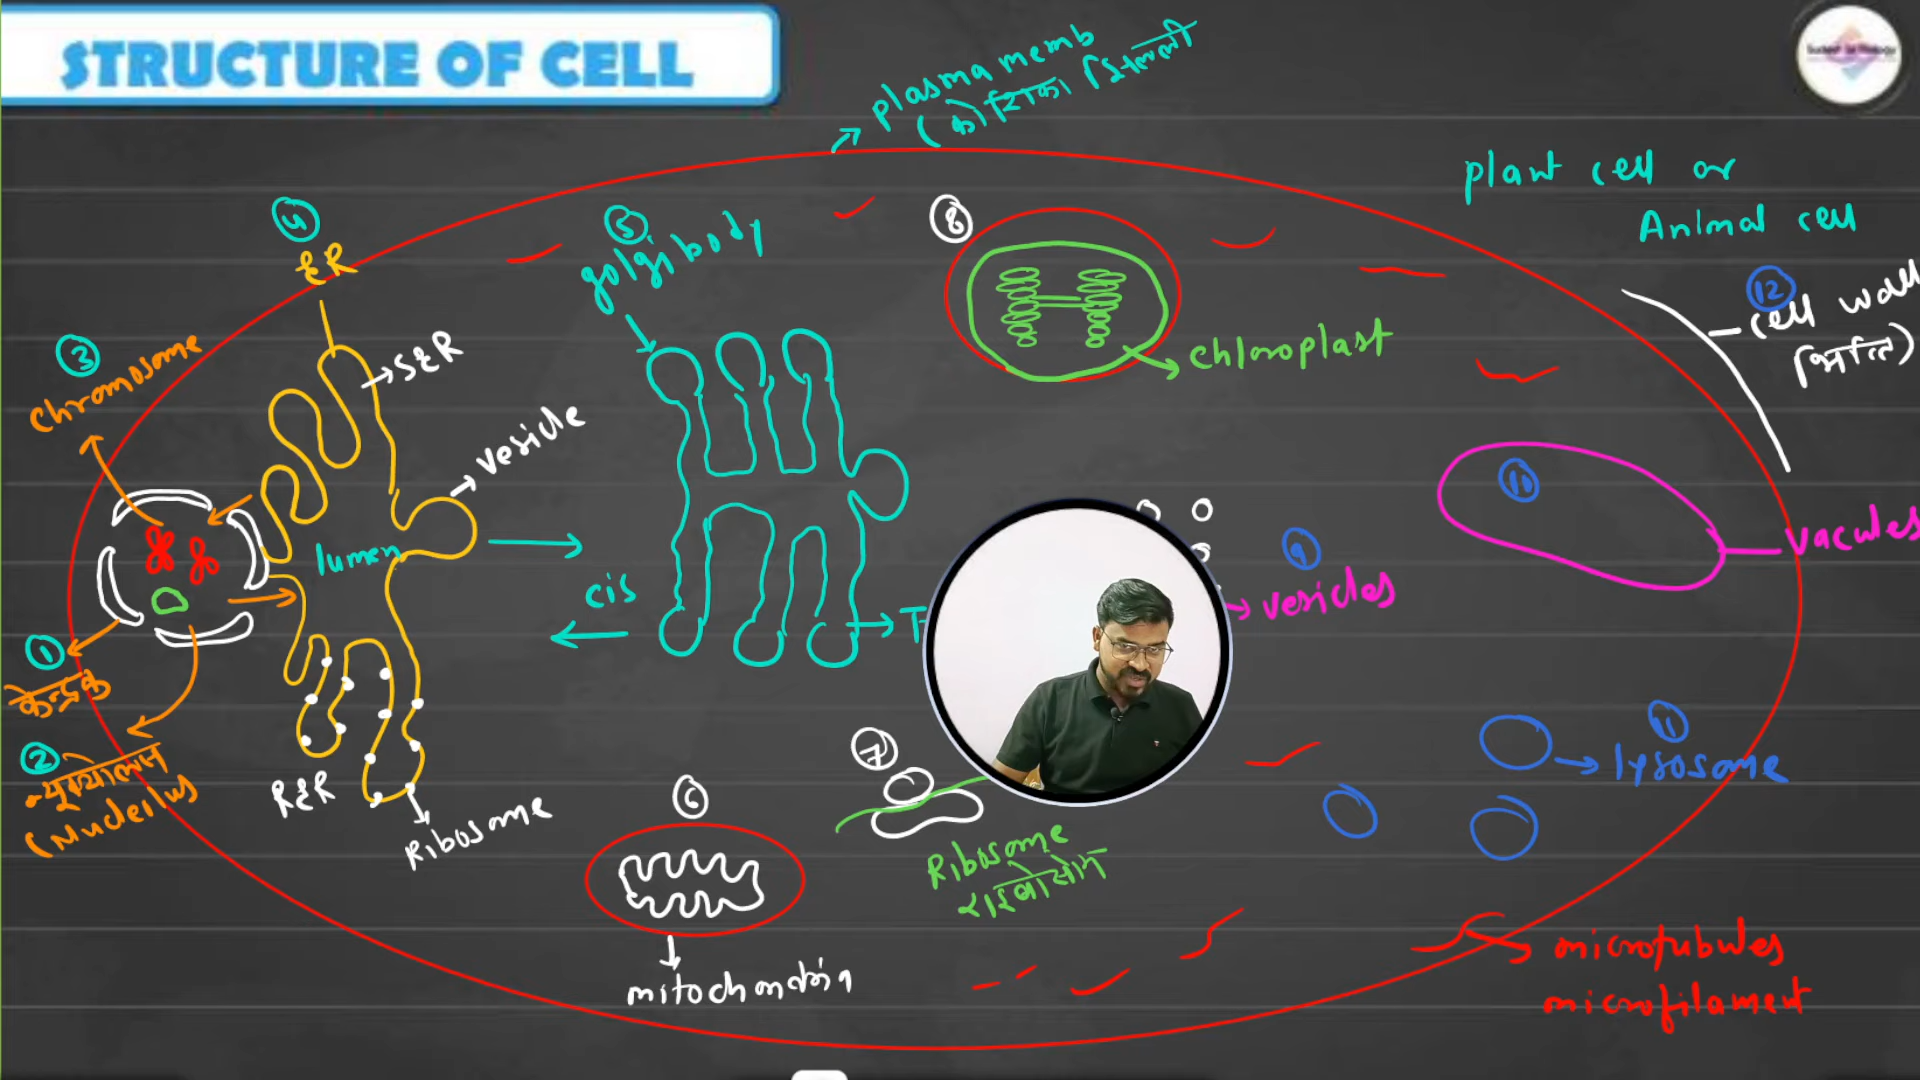 STRUCTURE OF CELL
plasma memb
(कोशिका झिल्ली
plant cell or
Animal cell
12
cell wall
भित्ति)
4
ER
5
golgibody
8
chloroplast
3
chromosome
SER
vesicle
lumen
cis
10
vacules
9
vesicles
1
केन्द्रक
2
(Nucleolus
RER
Ribosome
6
mitochondria
7
Ribosome
राइबोसोम
11
lysosome
microtubules
microfilament